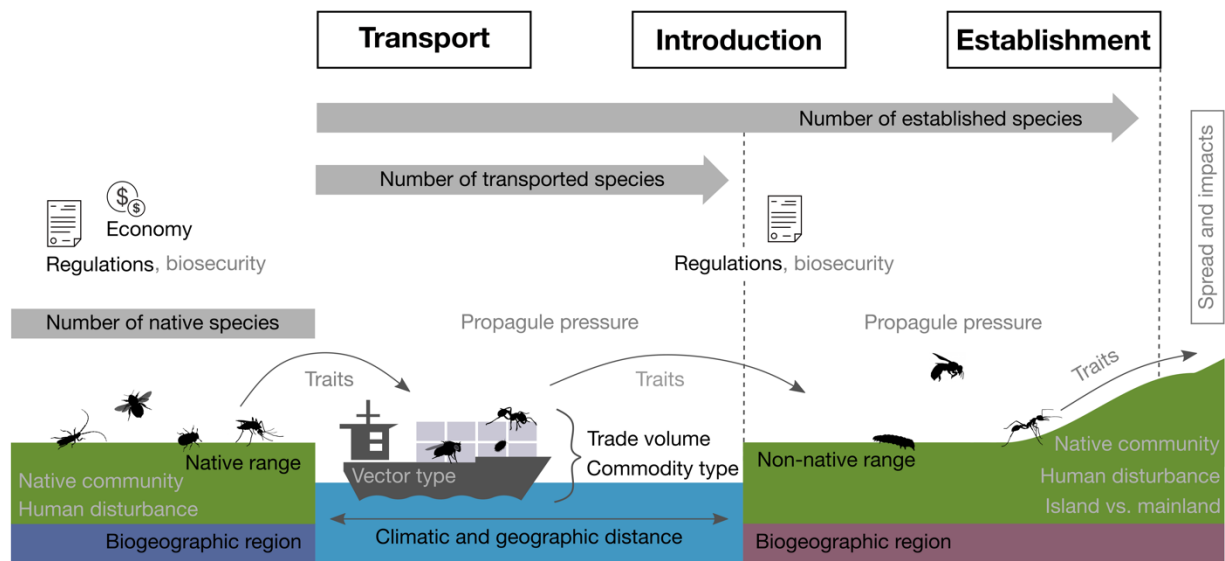 Transport
Introduction
Establishment
Number of established species
Number of transported species
Spread and impacts
$
$
Economy
Regulations, biosecurity
Regulations, biosecurity
Number of native species
Propagule pressure
Propagule pressure
Traits
Traits
Traits
Native range
Native community
Human disturbance
Vector type
Trade volume
Commodity type
Non-native range
Native community
Human disturbance
Island vs. mainland
Biogeographic region
Climatic and geographic distance
Biogeographic region